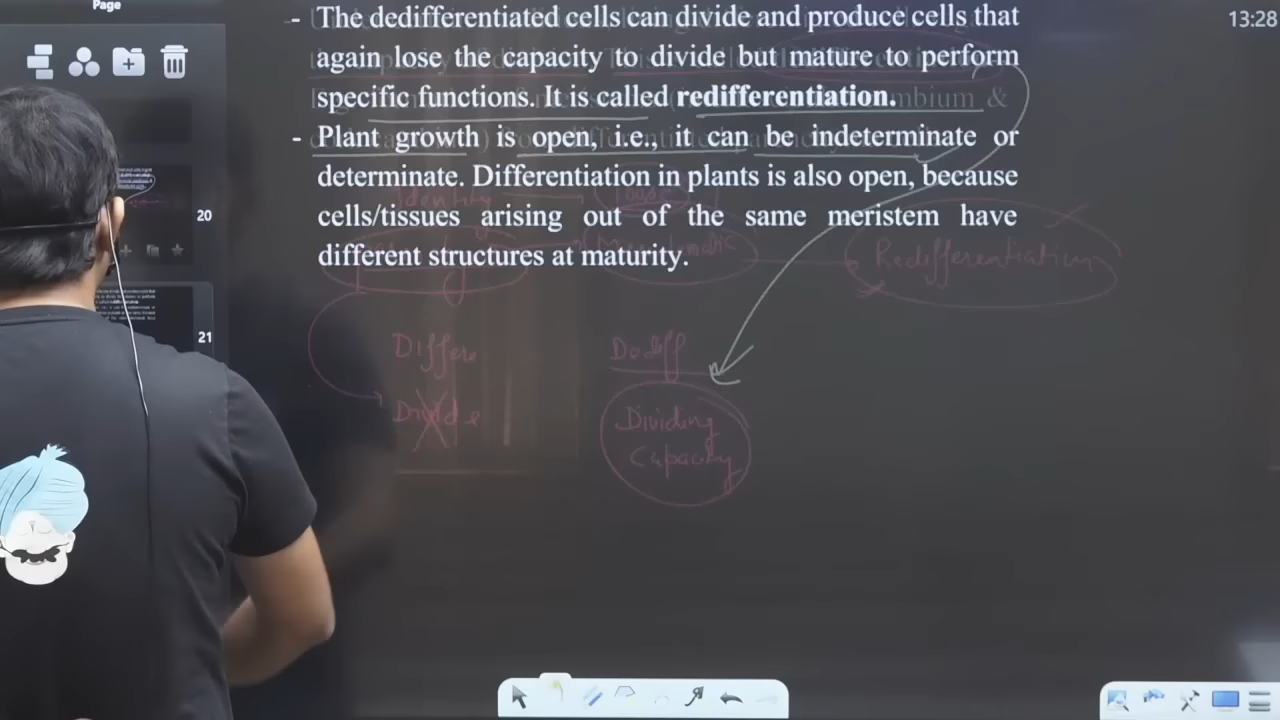 Page
13:28
- The dedifferentiated cells can divide and produce cells that
again lose the capacity to divide but mature to perform
specific functions. It is called redifferentiation.
mbium &
- Plant growth is open, i.e., it can be indeterminate or
determinate. Differentiation in plants is also open, because
cells/tissues arising out of the same meristem have
different structures at maturity.
Identity
Redifferentiation
20
21
Differe
Dediff
Divide
Dividing
Capacity